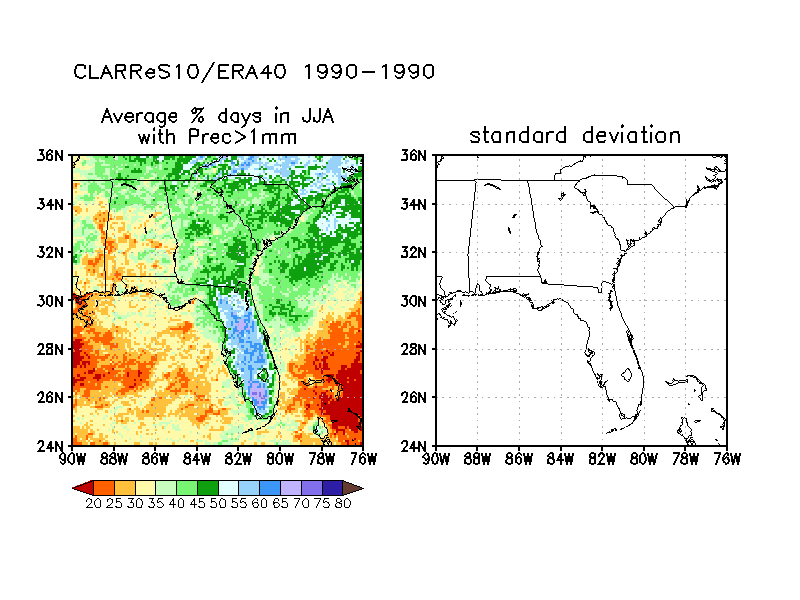 CLARReS10/ERA40 1990-1990
Average % days in JJA
with Prec>1mm
standard deviation
36N
34N
32N
30N
28N
26N
24N
90W 88W 86W 84W 82W 80W 78W 76W
36N
34N
32N
30N
28N
26N
24N
90W 88W 86W 84W 82W 80W 78W 76W
20 25 30 35 40 45 50 55 60 65 70 75 80